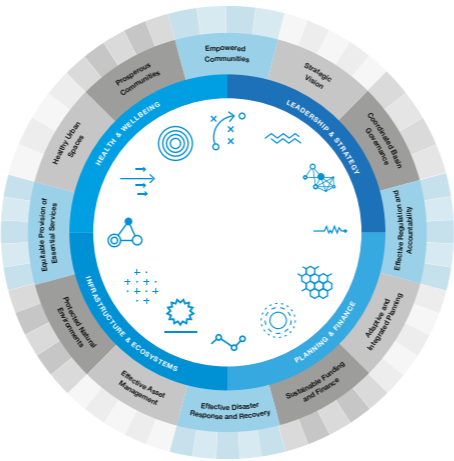 Empowered
Communities
Strategic
Vision
Coordinated Basin
Governance
Effective Regulation and
Accountability
Adaptive and
Integrated Planning
Sustainable Funding
and Finance
Effective Disaster
Response and Recovery
Effective Asset
Management
Protected Natural
Environments
Equitable Provision of
Essential Services
Healthy Urban
Spaces
Prosperous
Communities
LEADERSHIP & STRATEGY
PLANNING & FINANCE
INFRASTRUCTURE & ECOSYSTEMS
HEALTH & WELLBEING